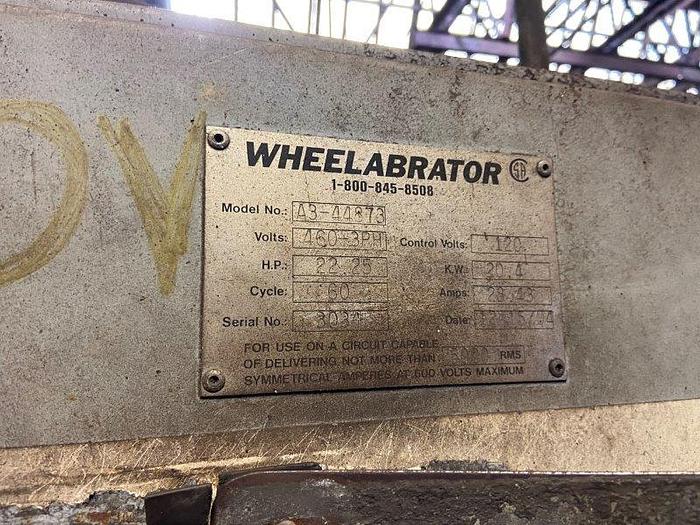 OV
WHEELABRATOR
1-800-845-8508
Model No.: A3-44873
Volts: 460-3PH Control Volts: 120
H.P.: 22.25 K.W. 20.4
Cycle: 60 Amps: 28.43
Serial No. Date:
FOR USE ON A CIRCUIT CAPABLE
OF DELIVERING NOT MORE THAN RMS
SYMMETRICAL AMPERES AT 600 VOLTS MAXIMUM